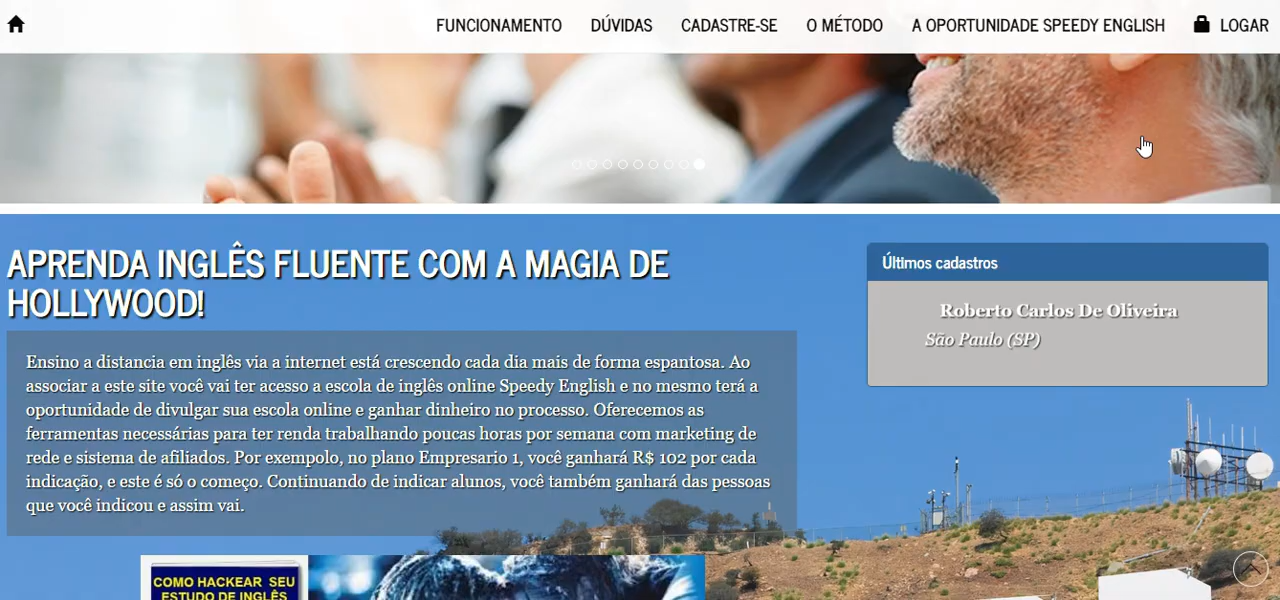 FUNCIONAMENTO DÚVIDAS CADASTRE-SE O MÉTODO A OPORTUNIDADE SPEEDY ENGLISH LOGAR
APRENDA INGLÊS FLUENTE COM A MAGIA DE
HOLLYWOOD!
Ensino a distancia em inglês via a internet está crescendo cada dia mais de forma espantosa. Ao
associar a este site você vai ter acesso a escola de inglês online Speedy English e no mesmo terá a
oportunidade de divulgar sua escola online e ganhar dinheiro no processo. Oferecemos as
ferramentas necessárias para ter renda trabalhando poucas horas por semana com marketing de
rede e sistema de afiliados. Por exempolo, no plano Empresario 1, você ganhará R$ 102 por cada
indicação, e este é só o começo. Continuando de indicar alunos, você também ganhará das pessoas
que você indicou e assim vai.
Últimos cadastros
Roberto Carlos De Oliveira
São Paulo (SP)
COMO HACKEAR SEU
ESTUDO DE INGLÊS